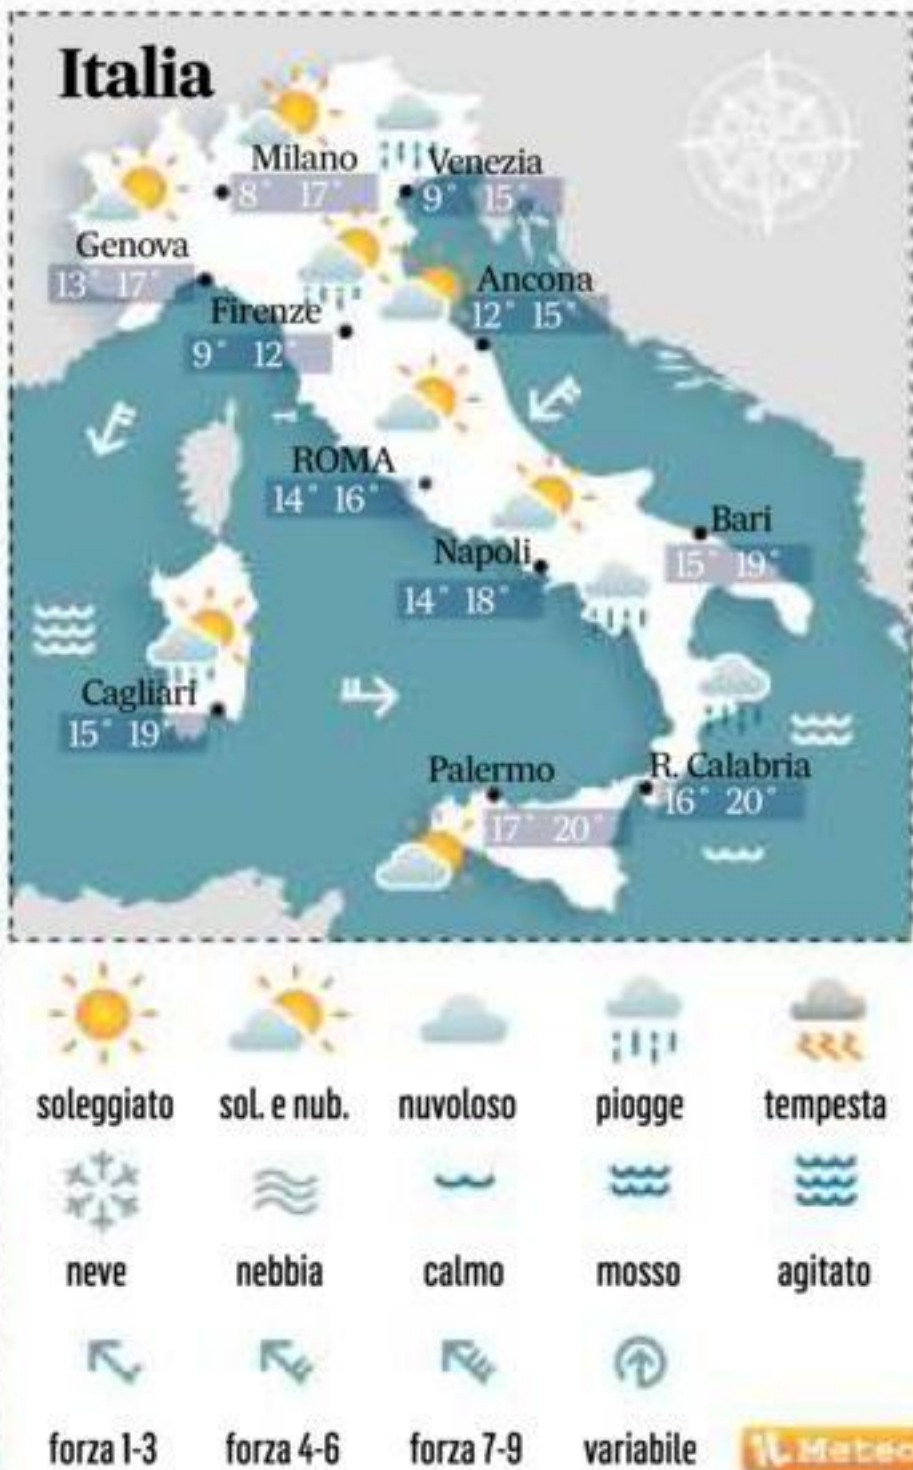 Italia
Milano
8° 17°
Venezia
9° 15°
Genova
13° 17°
Firenze
9° 12°
Ancona
12° 15°
ROMA
14° 16°
Napoli
14° 18°
Bari
15° 19°
Cagliari
15° 19°
Palermo
17° 20°
R. Calabria
16° 20°
soleggiato sol. e nub. nuvoloso piogge tempesta
neve nebbia calmo mosso agitato
forza 1-3 forza 4-6 forza 7-9 variabile
iL Meteo